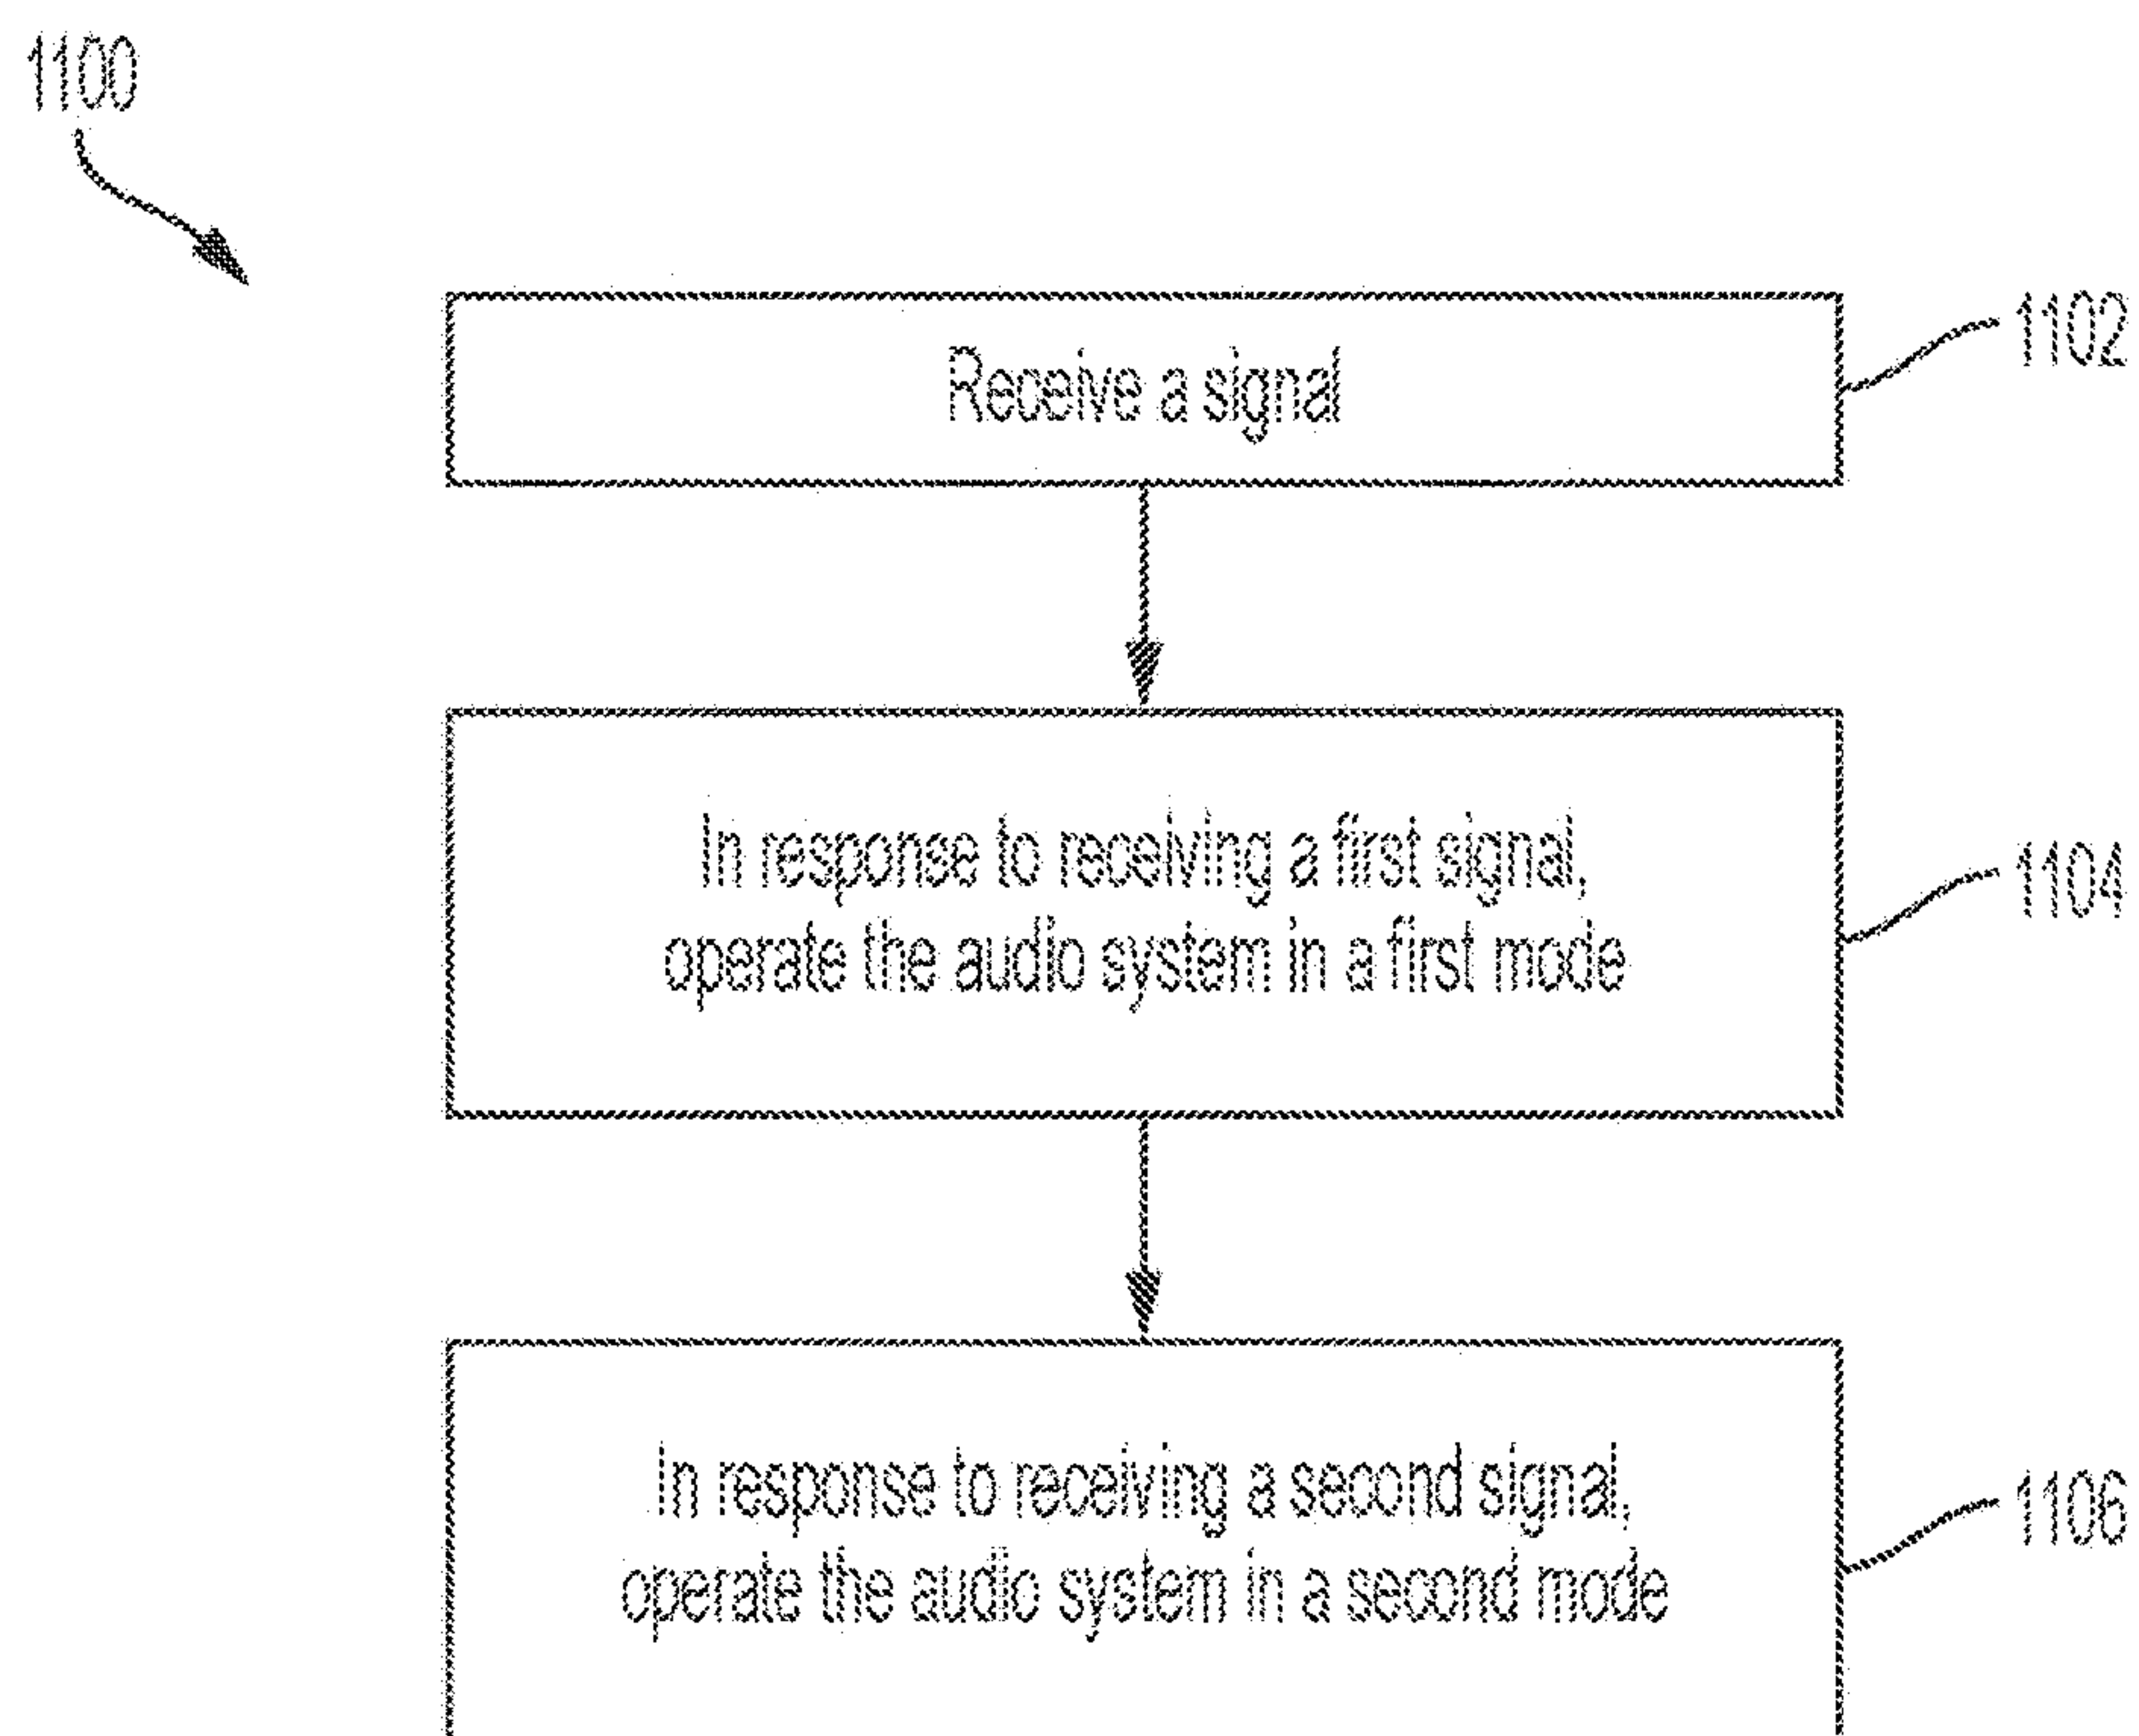 1100
Receive a signal
1102
In response to receiving a first signal,
operate the audio system in a first mode
1104
In response to receiving a second signal,
operate the audio system in a second mode
1106